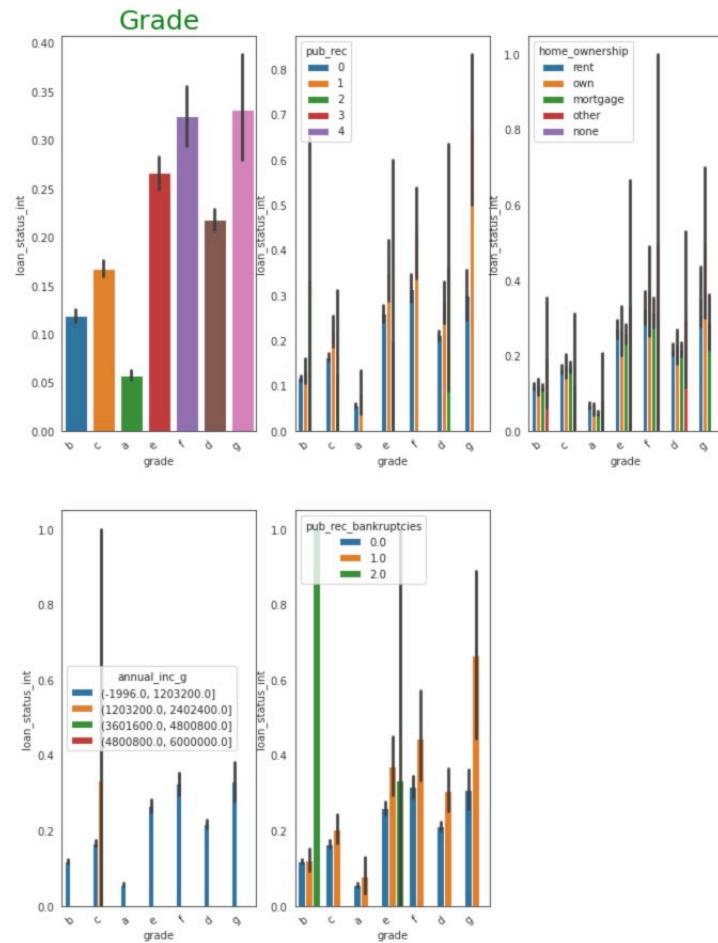 Grade
0.40
0.35
0.30
0.25
0.20
0.15
0.10
0.05
0.00
loan_status_int
b c a e f d g
grade
pub_rec
0
1
2
3
4
0.8
0.7
0.6
0.5
0.4
0.3
0.2
0.1
0.0
loan_status_int
b c a e f d g
grade
home_ownership
rent
own
mortgage
other
none
1.0
0.8
0.6
0.4
0.2
0.0
loan_status_int
b c a e f d g
grade
1.0
0.8
0.6
0.4
0.2
0.0
loan_status_int
annual_inc_g
(-1996.0, 1203200.0]
(1203200.0, 2402400.0]
(3601600.0, 4800800.0]
(4800800.0, 6000000.0]
b c a e f d g
grade
pub_rec_bankruptcies
0.0
1.0
2.0
1.0
0.8
0.6
0.4
0.2
0.0
loan_status_int
b c a e f d g
grade